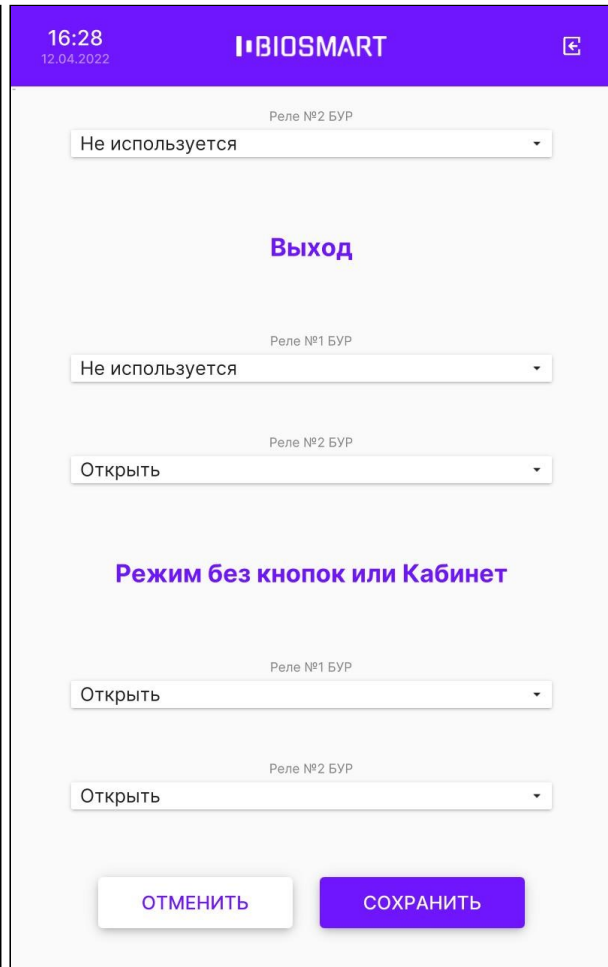 16:28
12.04.2022
BIOSMART
Реле №2 БУР
Не используется
Выход
Реле №1 БУР
Не используется
Реле №2 БУР
Открыть
Режим без кнопок или Кабинет
Реле №1 БУР
Открыть
Реле №2 БУР
Открыть
ОТМЕНИТЬ
СОХРАНИТЬ